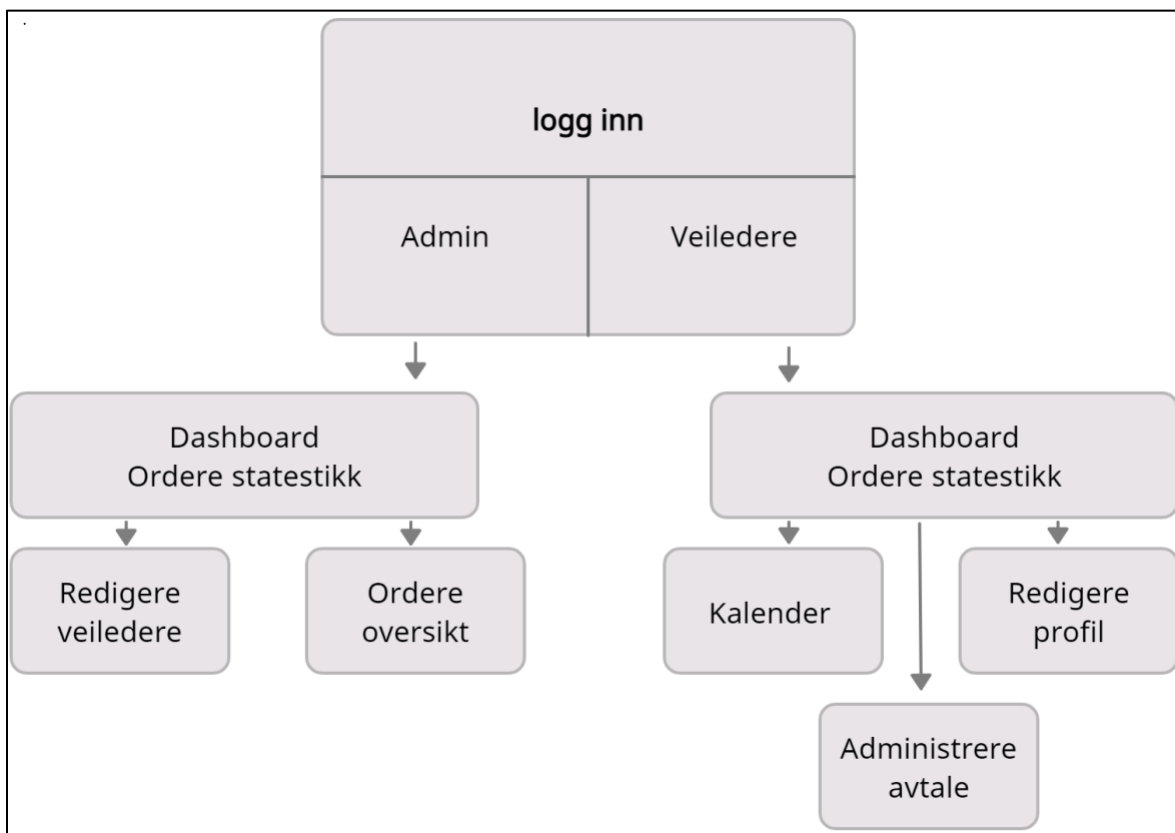 logg inn
Admin
Veiledere
Dashboard
Ordere statestikk
Dashboard
Ordere statestikk
Redigere
veiledere
Ordere
oversikt
Kalender
Redigere
profil
Administrere
avtale